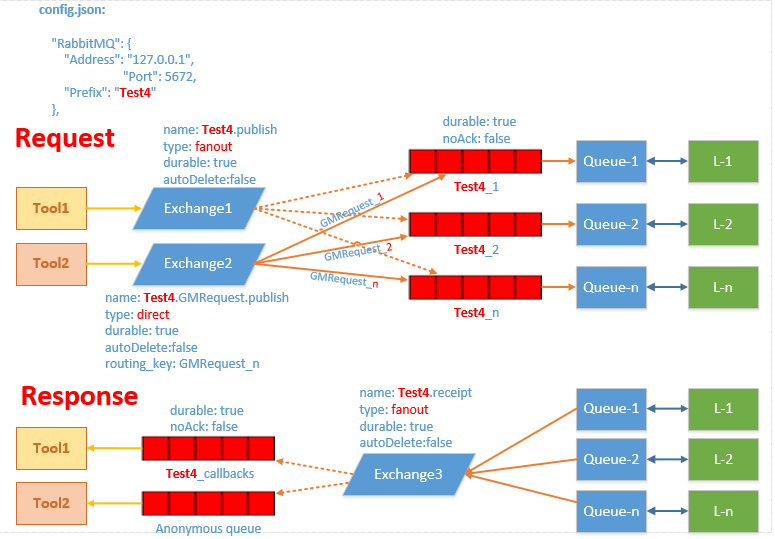 config.json:
"RabbitMQ": {
"Address": "127.0.0.1",
"Port": 5672,
"Prefix": "Test4"
},
Request
name: Test4.publish
type: fanout
durable: true
autoDelete:false
durable: true
noAck: false
Tool1
Exchange1
Test4_1
Queue-1
L-1
GMRequest_1
Tool2
Exchange2
Test4_2
Queue-2
L-2
GMRequest_2
GMRequest_n
Test4_n
Queue-n
L-n
name: Test4.GMRequest.publish
type: direct
durable: true
autoDelete:false
routing_key: GMRequest_n
Response
durable: true
noAck: false
name: Test4.receipt
type: fanout
durable: true
autoDelete:false
Tool1
Test4_callbacks
Exchange3
Queue-1
L-1
Queue-2
L-2
Tool2
Anonymous queue
Queue-n
L-n